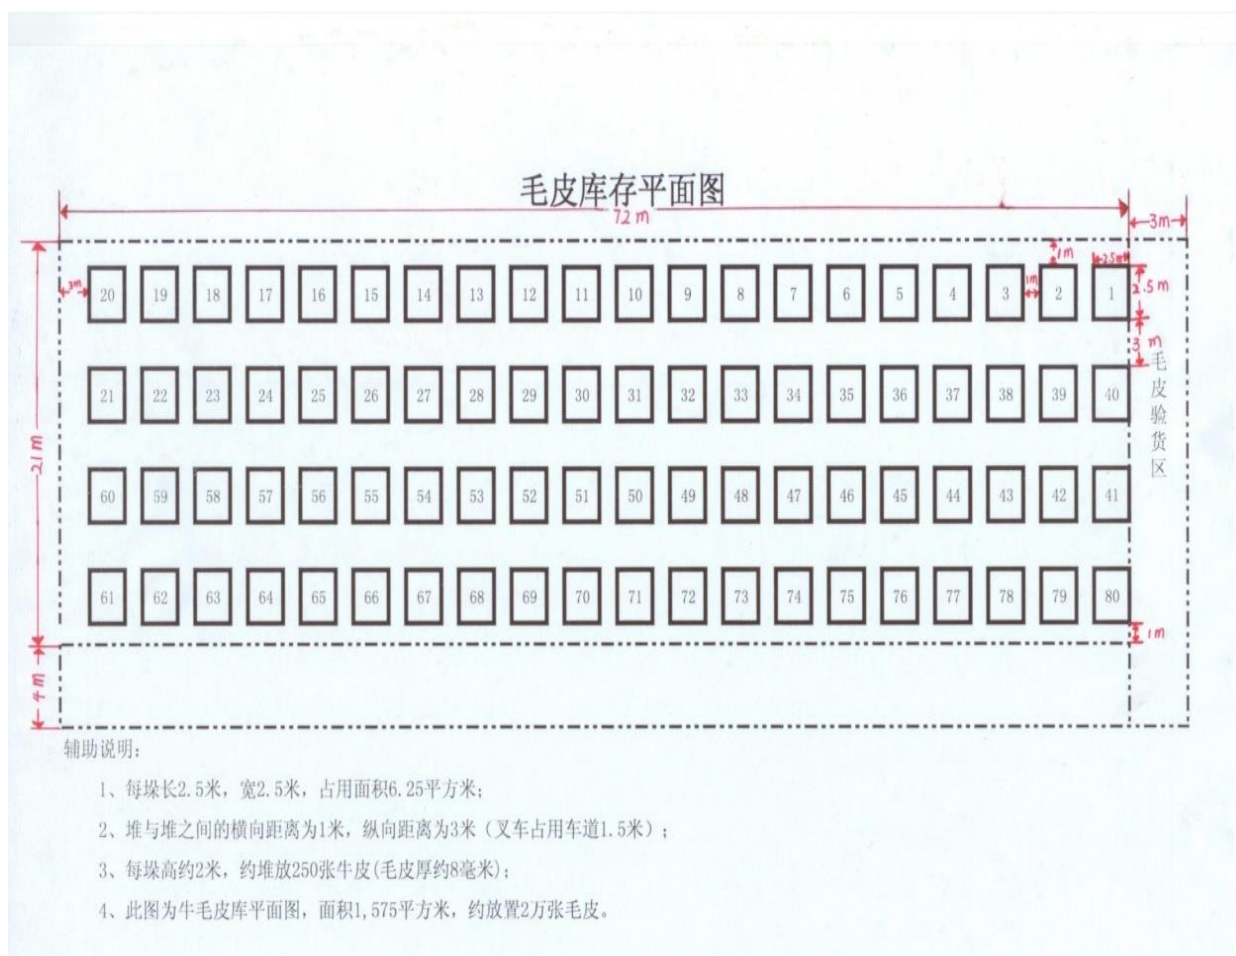 毛皮库存平面图
72m
3m
1m
2.5m
3m
20 19 18 17 16 15 14 13 12 11 10 9 8 7 6 5 4 3 1m 2 1
2.5m
3m
21 22 23 24 25 26 27 28 29 30 31 32 33 34 35 36 37 38 39 40
毛皮验货区
21m
60 59 58 57 56 55 54 53 52 51 50 49 48 47 46 45 44 43 42 41
61 62 63 64 65 66 67 68 69 70 71 72 73 74 75 76 77 78 79 80
1m
4m
辅助说明:
1、每垛长2.5米，宽2.5米，占用面积6.25平方米;
2、堆与堆之间的横向距离为1米，纵向距离为3米（叉车占用车道1.5米）;
3、每垛高约2米，约堆放250张牛皮(毛皮厚约8毫米);
4、此图为牛毛皮库平面图，面积1,575平方米，约放置2万张毛皮。